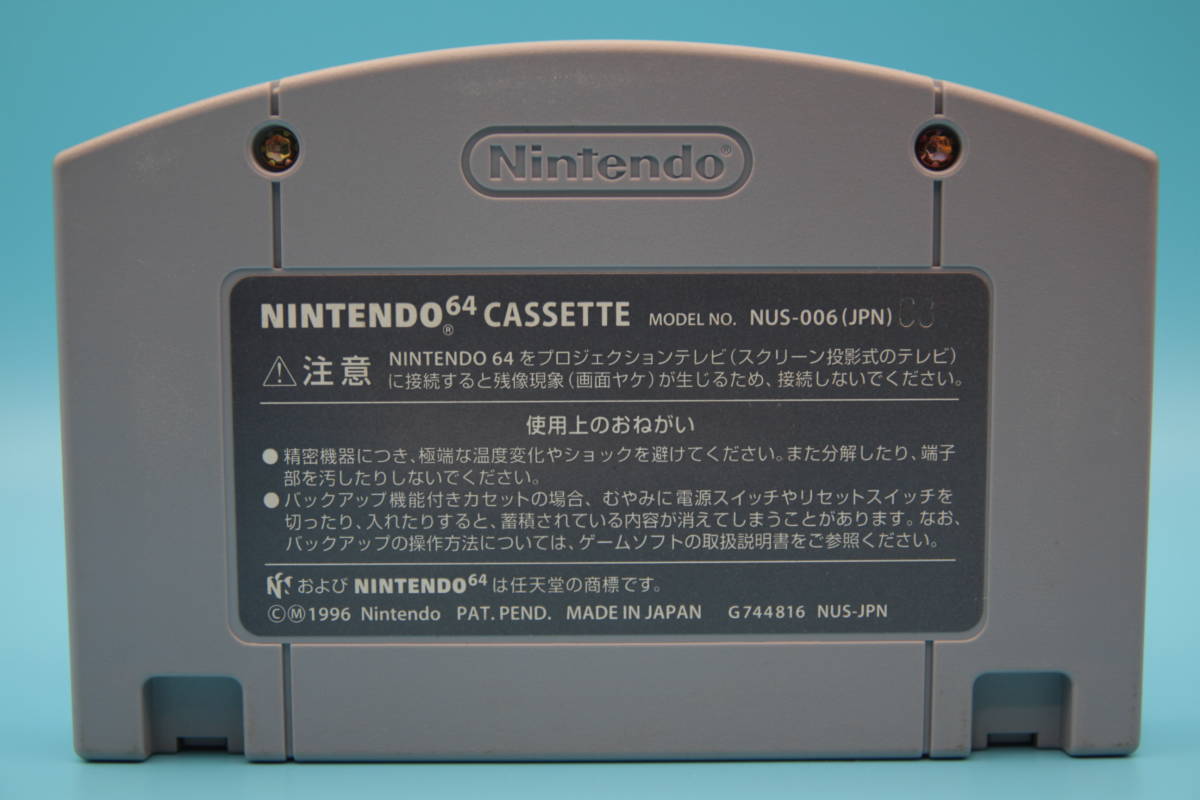 Nintendo®
NINTENDO64® CASSETTE MODEL NO. NUS-006 (JPN)
⚠注意 NINTENDO 64 をプロジェクションテレビ(スクリーン投影式のテレビ)
に接続すると残像現象(画面ヤケ)が生じるため、接続しないでください。
使用上のおねがい
●精密機器につき、極端な温度変化やショックを避けてください。また分解したり、端子
部を汚したりしないでください。
●バックアップ機能付きカセットの場合、むやみに電源スイッチやリセットスイッチを
切ったり、入れたりすると、蓄積されている内容が消えてしまうことがあります。なお、
バックアップの操作方法については、ゲームソフトの取扱説明書をご参照ください。
および NINTENDO64 は任天堂の商標です。
ⒸⓂ1996 Nintendo PAT. PEND. MADE IN JAPAN G744816 NUS-JPN